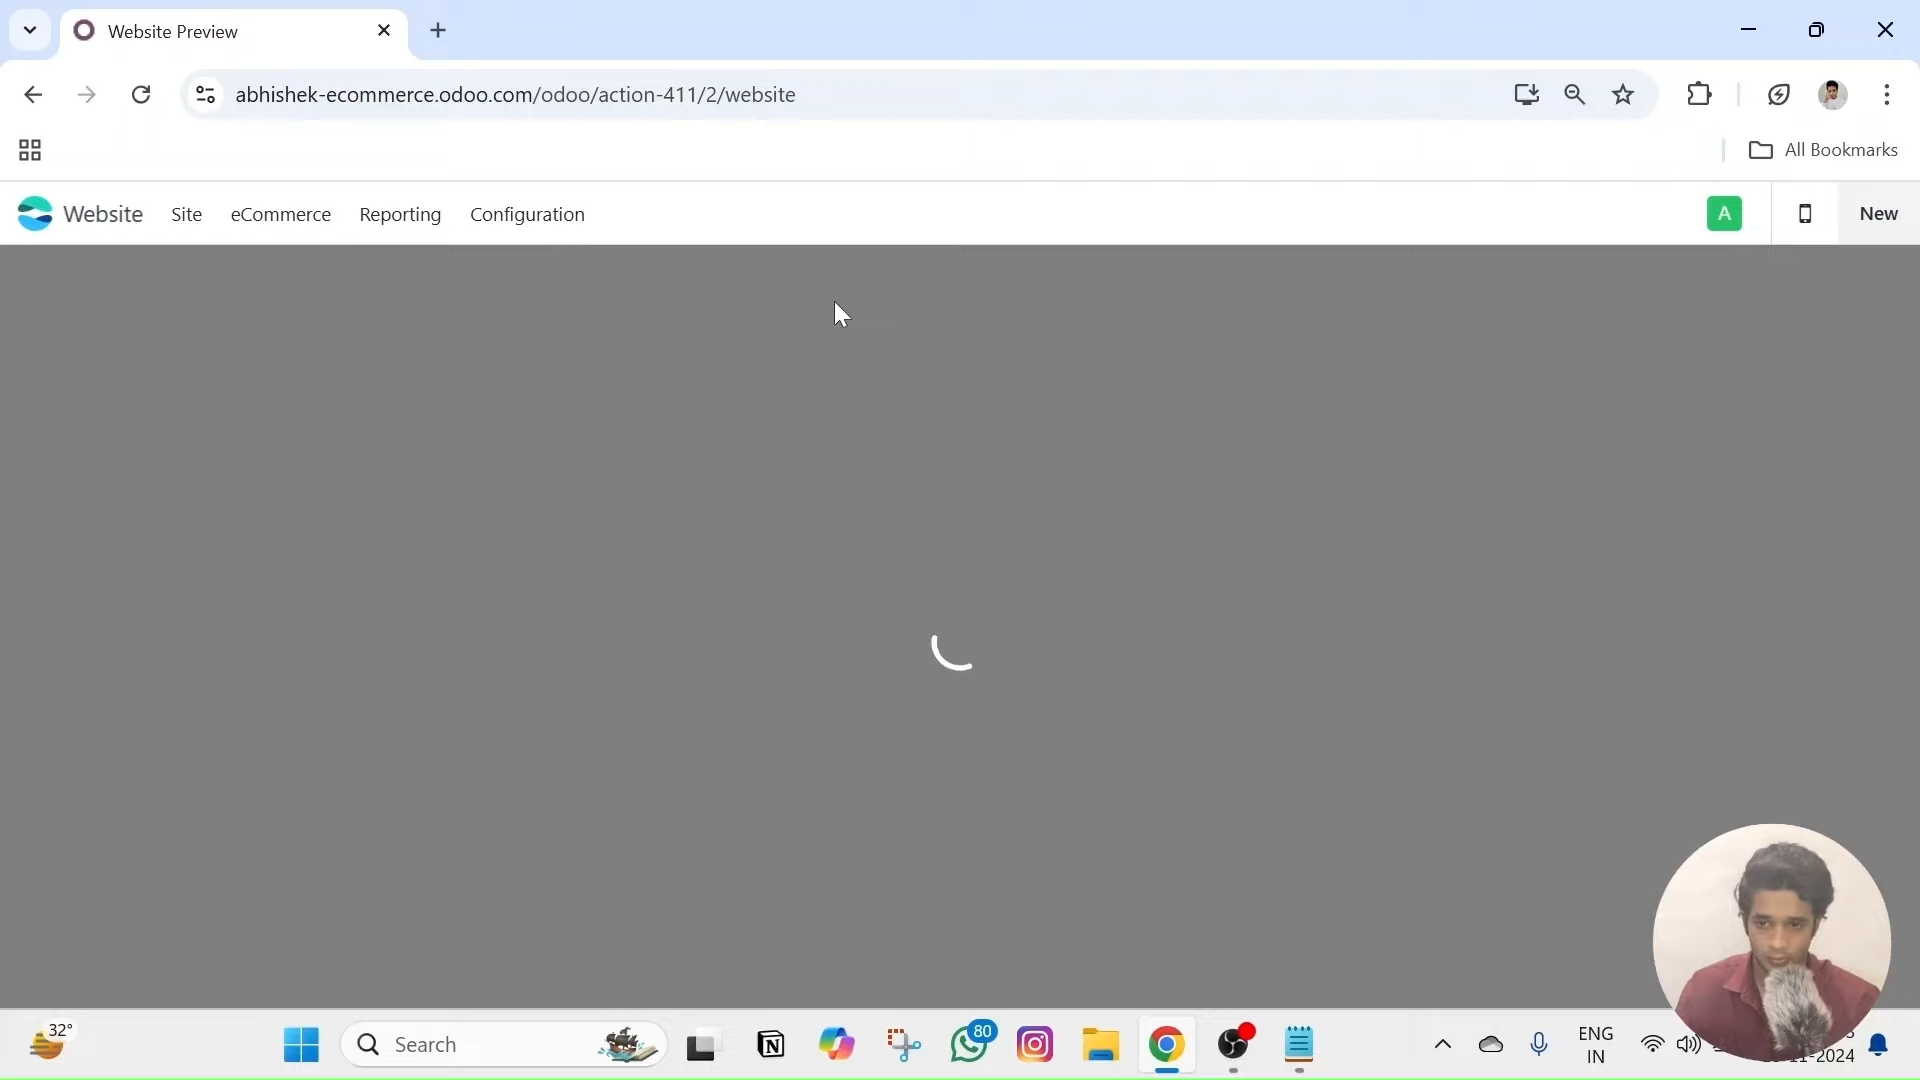 Website Preview
abhishek-ecommerce.odoo.com/odoo/action-411/2/website
All Bookmarks
Website Site eCommerce Reporting Configuration A New
32°
Search
80
ENG
IN
-2024